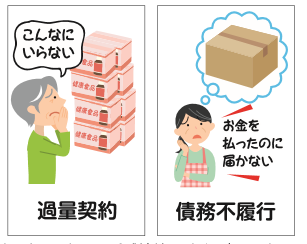 こんなに
いらない
健康食品
健康食品
健康食品
健康食品
過量契約
お金を
払ったのに
届かない
債務不履行